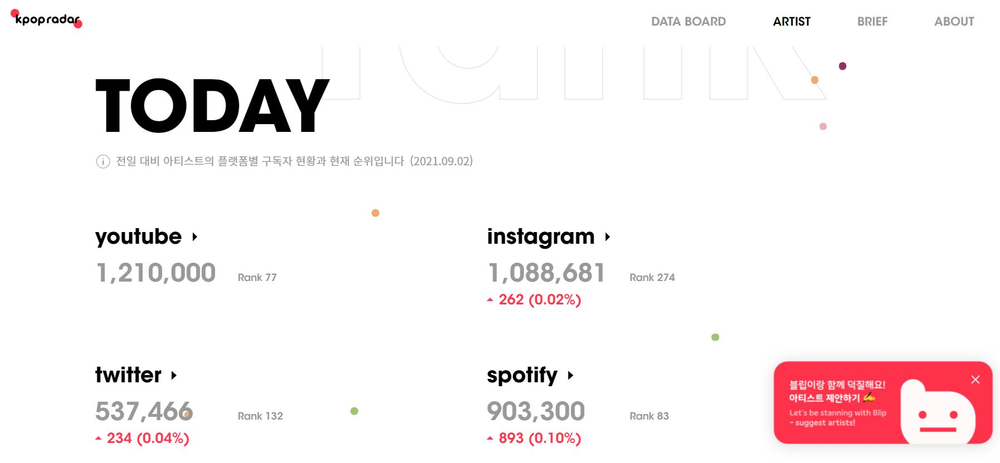 kpop radar
DATA BOARD ARTIST BRIEF ABOUT
rank
TODAY
전일 대비 아티스트의 플랫폼별 구독자 현황과 현재 순위입니다 (2021.09.02)
youtube
1,210,000 Rank 77
instagram
1,088,681 Rank 274
262 (0.02%)
twitter
537,466 Rank 132
234 (0.04%)
spotify
903,300 Rank 83
893 (0.10%)
블립이랑 함께 덕질해요!
아티스트 제안하기 ✍️
Let's be stanning with Blip
- suggest artists!